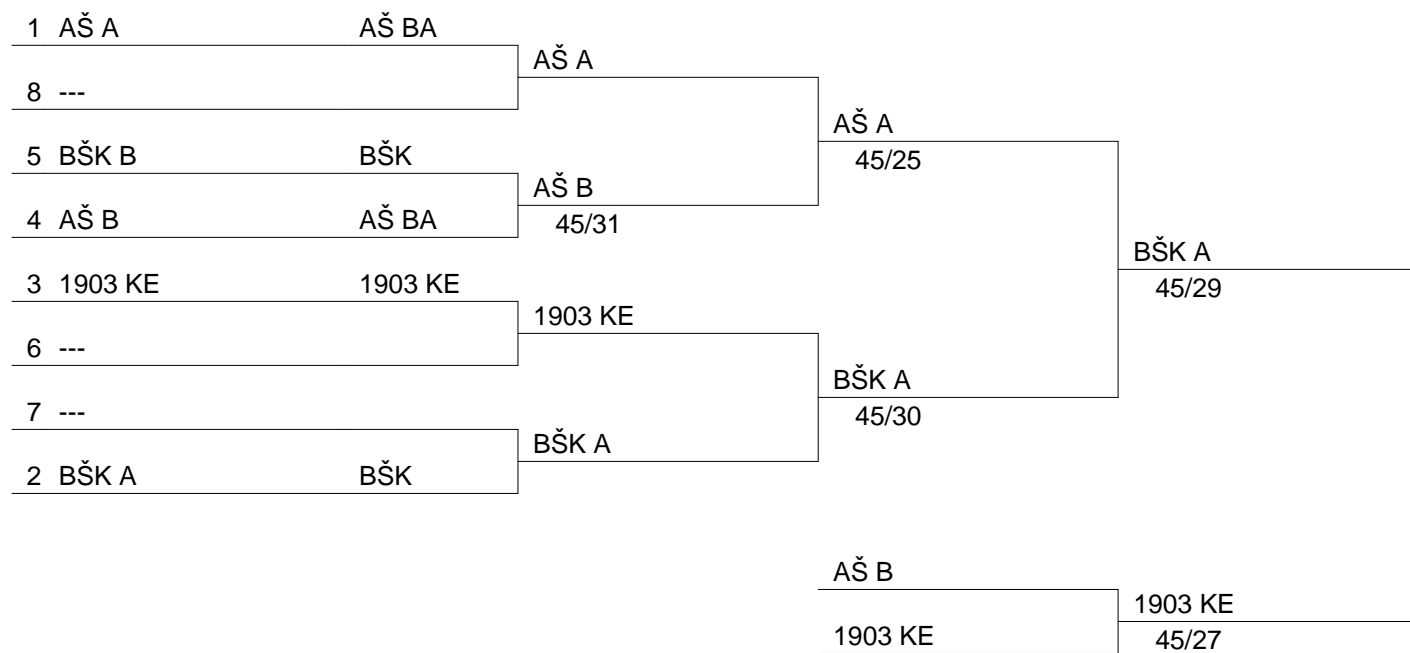 1 AŠ A AŠ BA
8 ---
5 BŠK B BŠK
4 AŠ B AŠ BA
3 1903 KE 1903 KE
6 ---
7 ---
2 BŠK A BŠK
AŠ A
AŠ B
45/31
1903 KE
BŠK A
AŠ A
45/25
BŠK A
45/30
BŠK A
45/29
AŠ B
1903 KE
1903 KE
45/27